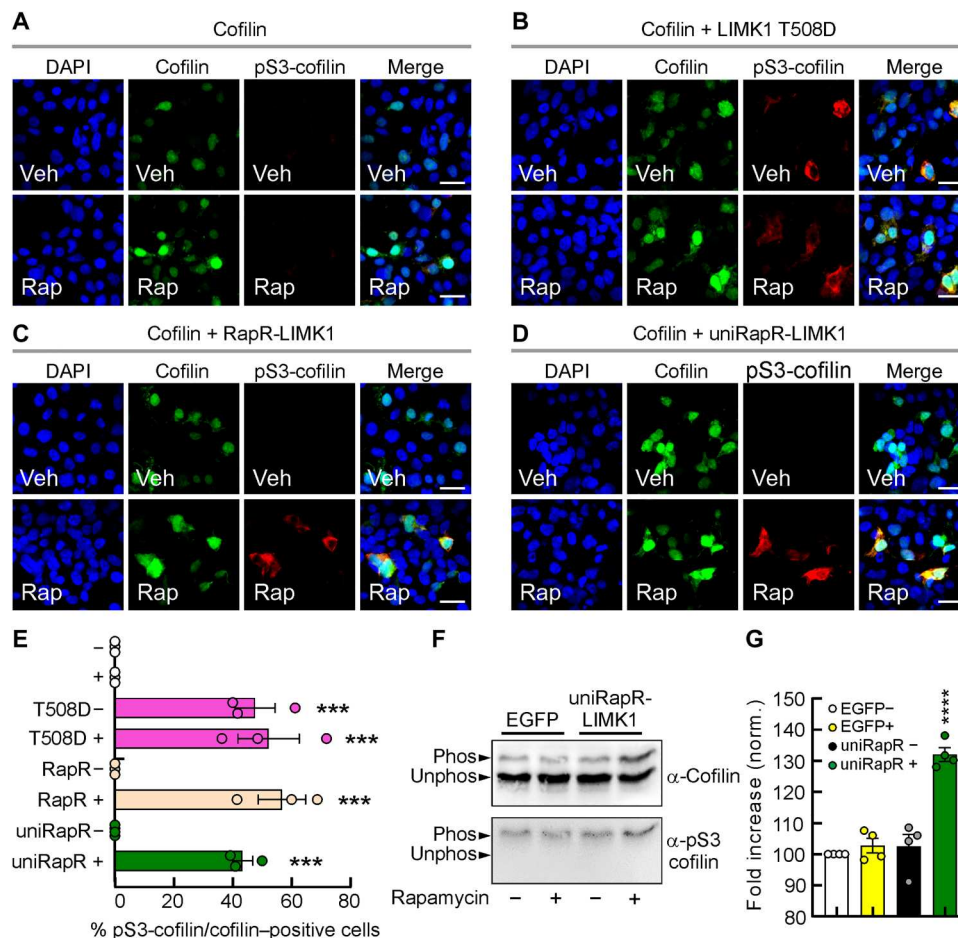 A
Cofilin
DAPI Cofilin pS3-cofilin Merge
Veh Veh Veh Veh
Rap Rap Rap Rap
B
Cofilin + LIMK1 T508D
DAPI Cofilin pS3-cofilin Merge
Veh Veh Veh Veh
Rap Rap Rap Rap
C
Cofilin + RapR-LIMK1
DAPI Cofilin pS3-cofilin Merge
Veh Veh Veh Veh
Rap Rap Rap Rap
D
Cofilin + uniRapR-LIMK1
DAPI Cofilin pS3-cofilin Merge
Veh Veh Veh Veh
Rap Rap Rap Rap
E
−
+
T508D − ***
T508D + ***
RapR −
RapR + ***
uniRapR −
uniRapR + ***
0 20 40 60 80
% pS3-cofilin/cofilin–positive cells
F
uniRapR-
EGFP LIMK1
Phos
Unphos α-Cofilin
Phos α-pS3
Unphos cofilin
Rapamycin − + − +
G
Fold increase (norm.)
150
140
130
120
110
100
90
80
EGFP−
EGFP+
uniRapR −
uniRapR +
****